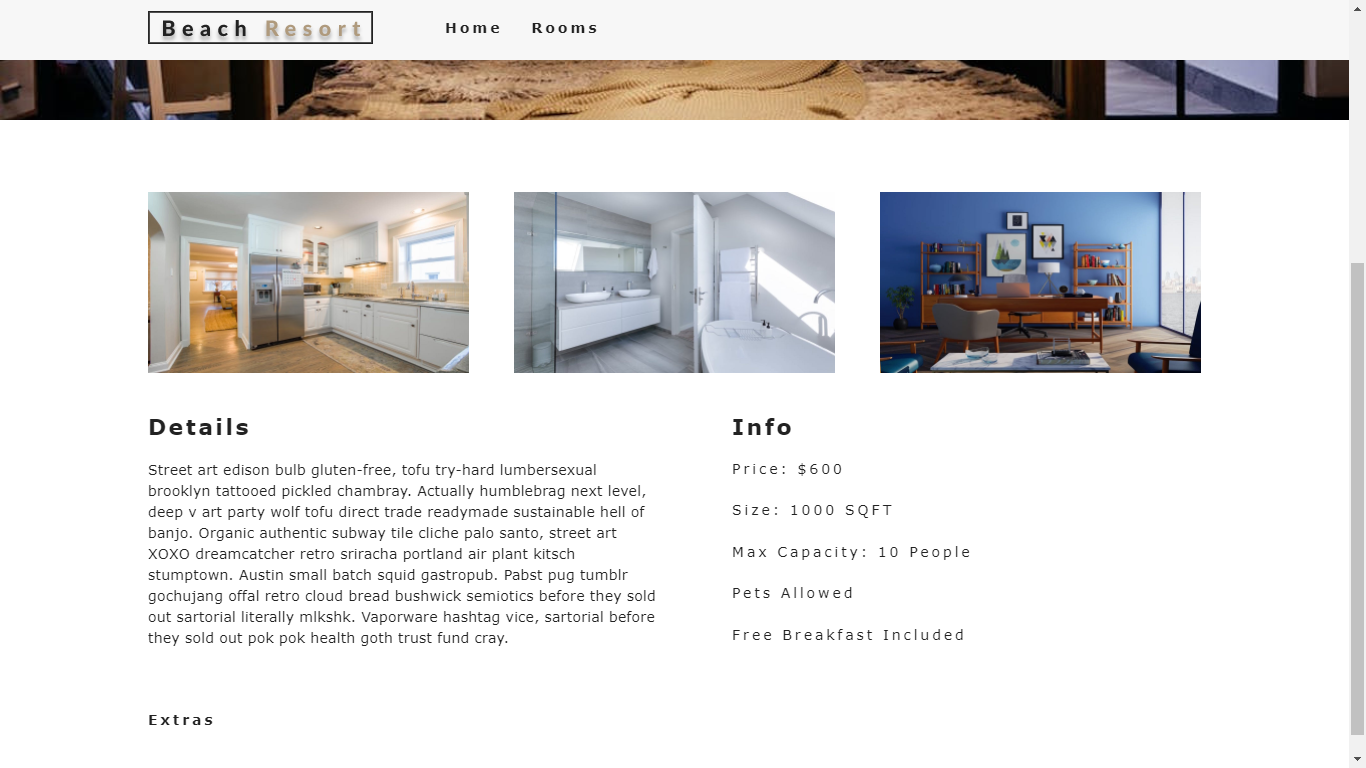 Beach Resort
Home
Rooms
Details
Street art edison bulb gluten-free, tofu try-hard lumbersexual
brooklyn tattooed pickled chambray. Actually humblebrag next level,
deep v art party wolf tofu direct trade readymade sustainable hell of
banjo. Organic authentic subway tile cliche palo santo, street art
XOXO dreamcatcher retro sriracha portland air plant kitsch
stumptown. Austin small batch squid gastropub. Pabst pug tumblr
gochujang offal retro cloud bread bushwick semiotics before they sold
out sartorial literally mlkshk. Vaporware hashtag vice, sartorial before
they sold out pok pok health goth trust fund cray.
Info
Price: $600
Size: 1000 SQFT
Max Capacity: 10 People
Pets Allowed
Free Breakfast Included
Extras